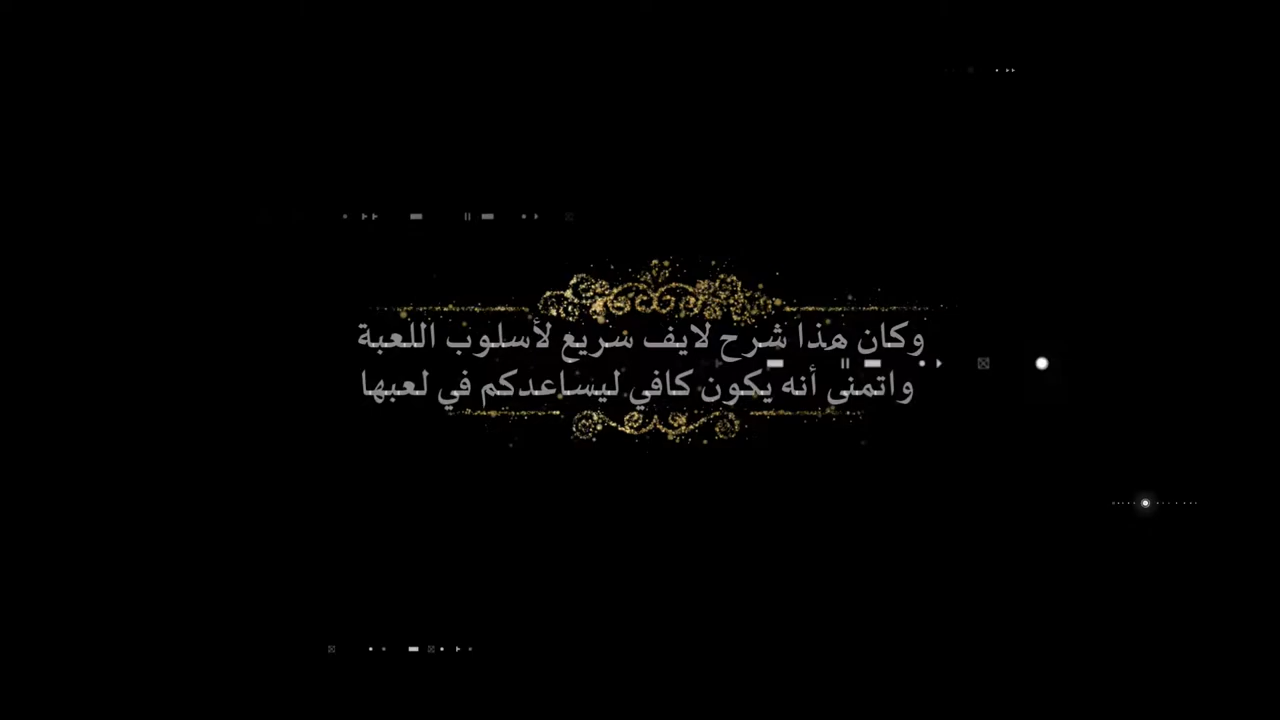 وكان هذا شرح لايف سريع لأسلوب اللعبة
واتمنى أنه يكون كافي ليساعدكم في لعبها